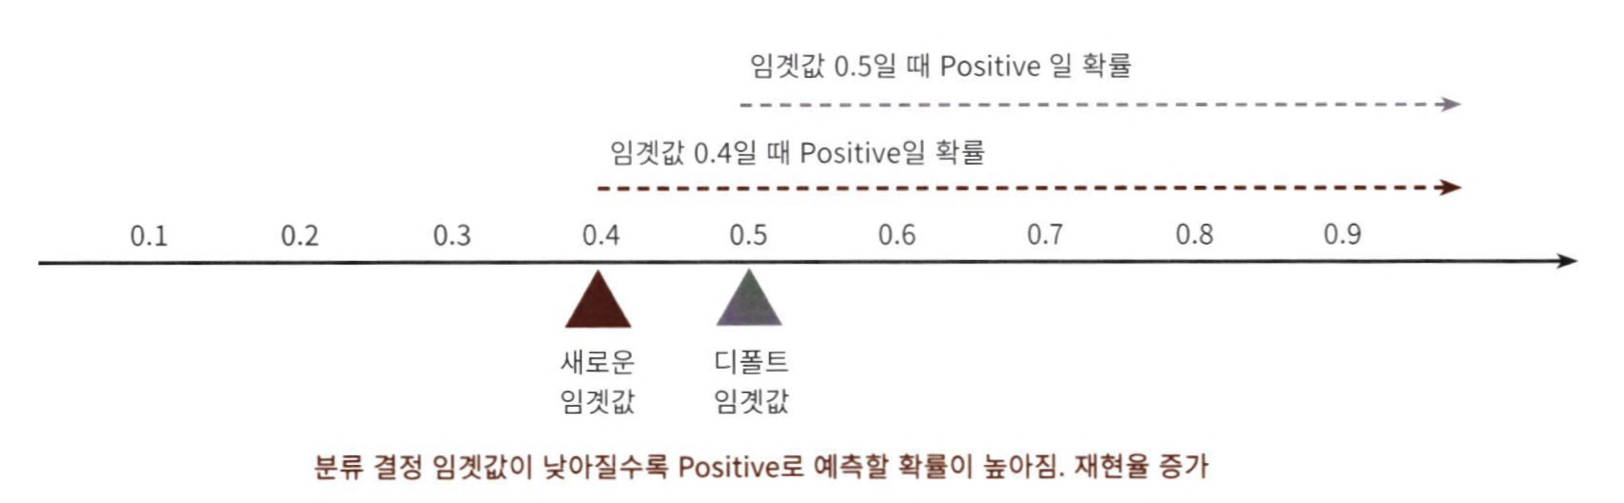 임곗값 0.5일 때 Positive 일 확률
임곗값 0.4일 때 Positive일 확률
0.1 0.2 0.3 0.4 0.5 0.6 0.7 0.8 0.9
새로운 디폴트
임곗값 임곗값
분류 결정 임곗값이 낮아질수록 Positive로 예측할 확률이 높아짐. 재현율 증가